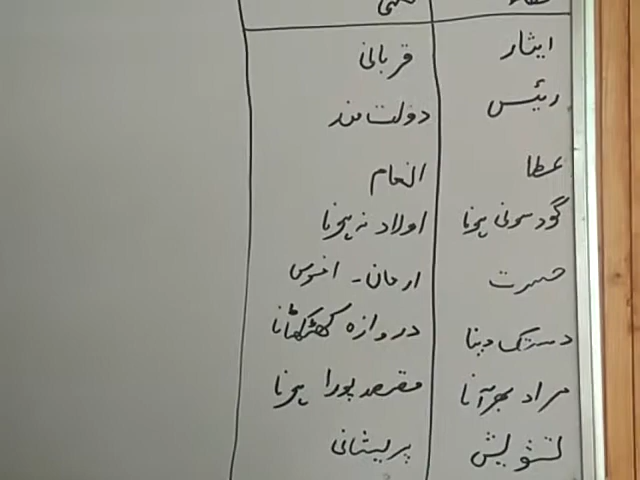 ایثار قربانی
رئیس دولت مند
عطا انعام
گود سونی ہونا اولاد نہ ہونا
حسرت ارمان - افسوس
دستک دینا دروازہ کھٹکھٹانا
مراد بھر آنا مقصد پورا ہونا
تشویش پریشانی